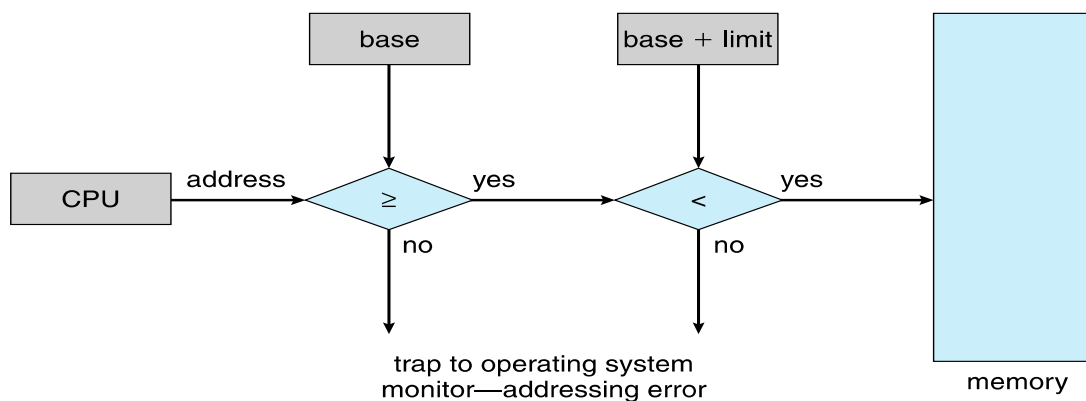 base
base + limit
CPU
address
≥
yes
<
yes
no
no
trap to operating system
monitor—addressing error
memory